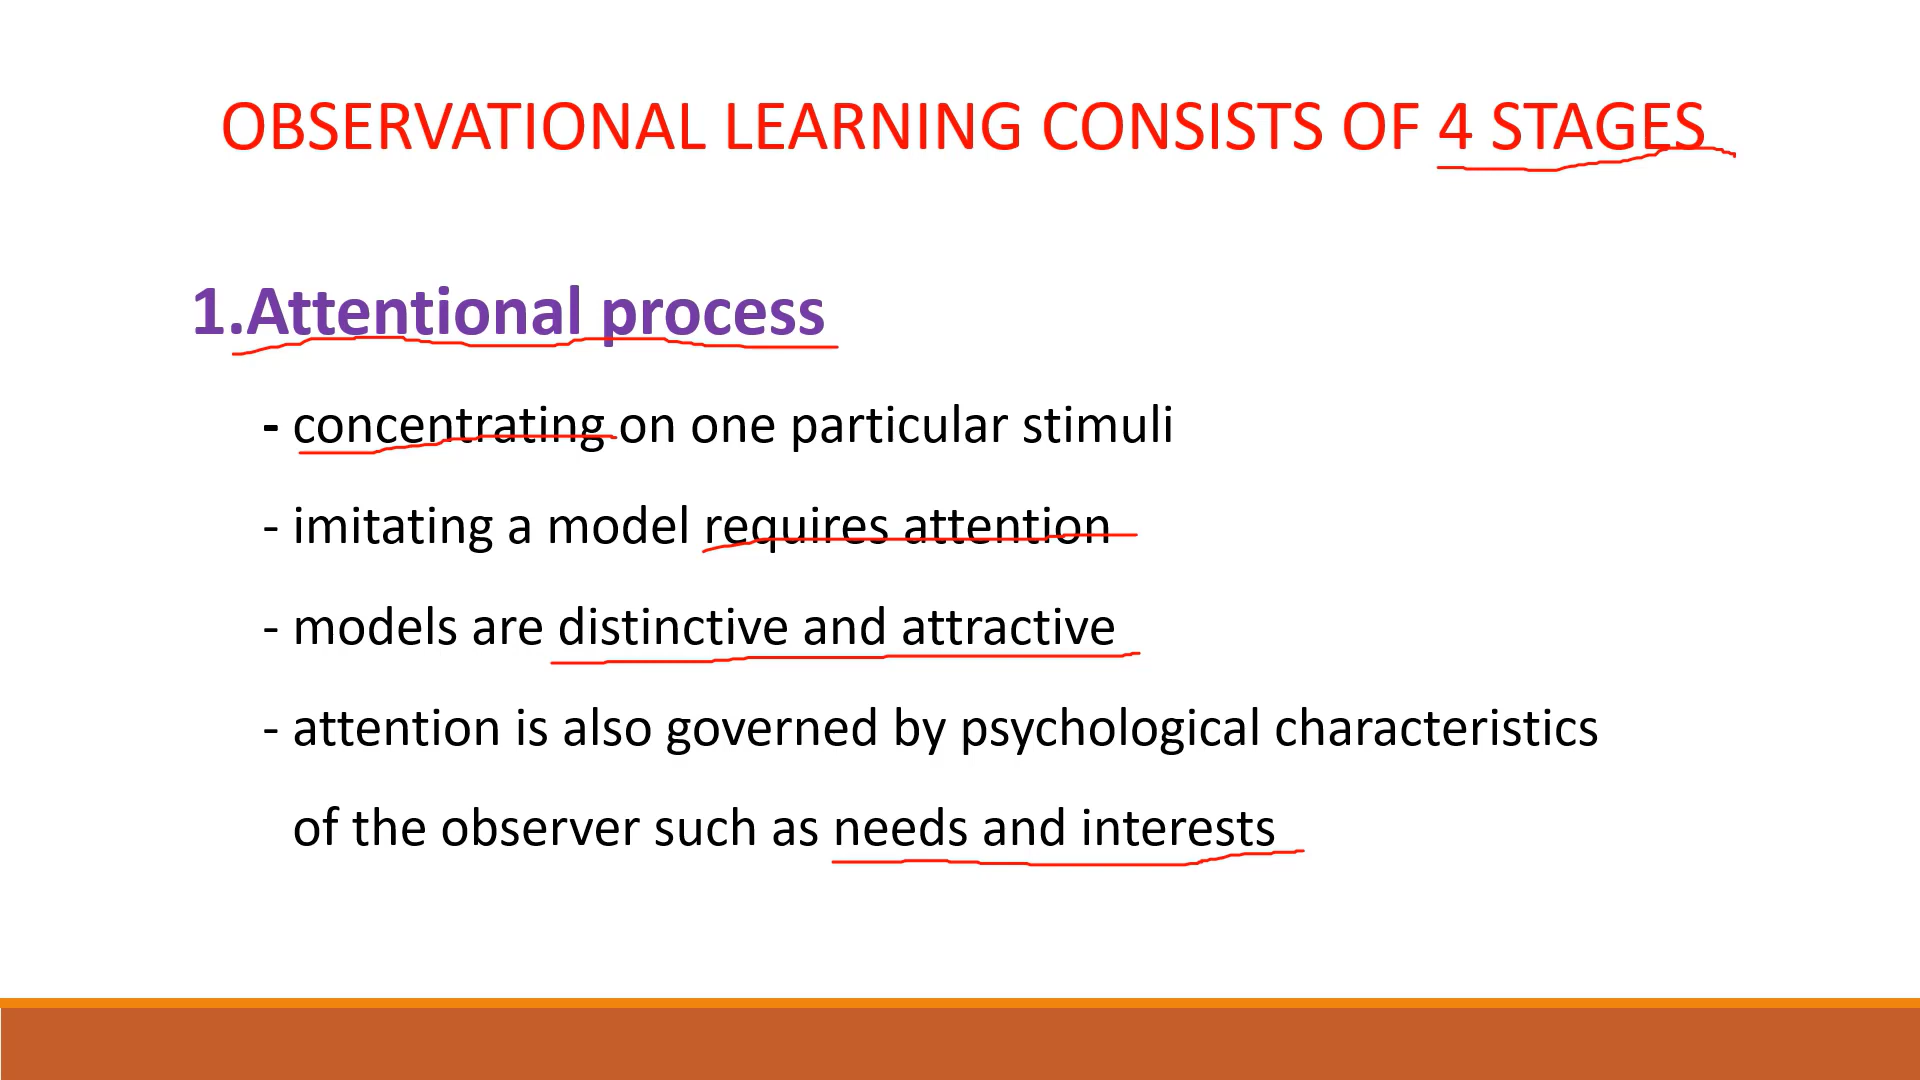 OBSERVATIONAL LEARNING CONSISTS OF 4 STAGES
1.Attentional process
- concentrating on one particular stimuli
- imitating a model requires attention
- models are distinctive and attractive
- attention is also governed by psychological characteristics
of the observer such as needs and interests